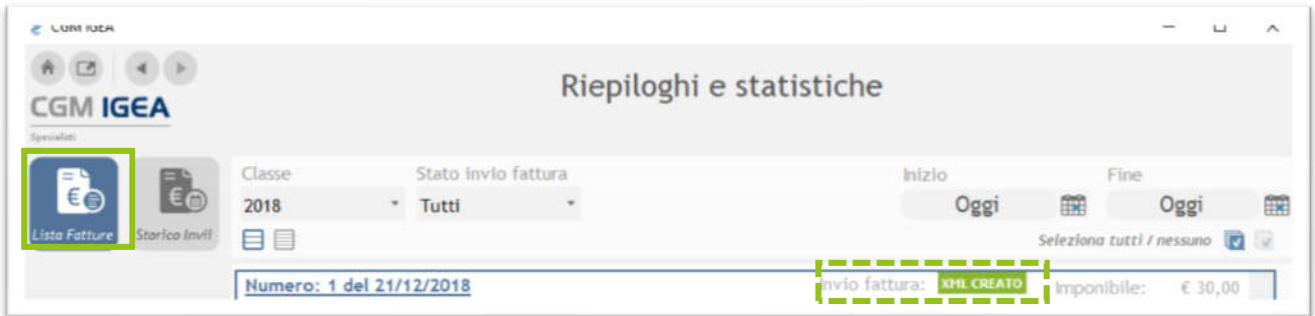 CGM IGEA
Riepiloghi e statistiche
CGM IGEA
Specialisti
Lista Fatture
Storico Invii
Classe
Stato invio fattura
Inizio
Fine
2018
Tutti
Oggi
Oggi
Seleziona tutti / nessuno
Numero: 1 del 21/12/2018
Invio fattura: XML CREATO
Imponibile: € 30,00